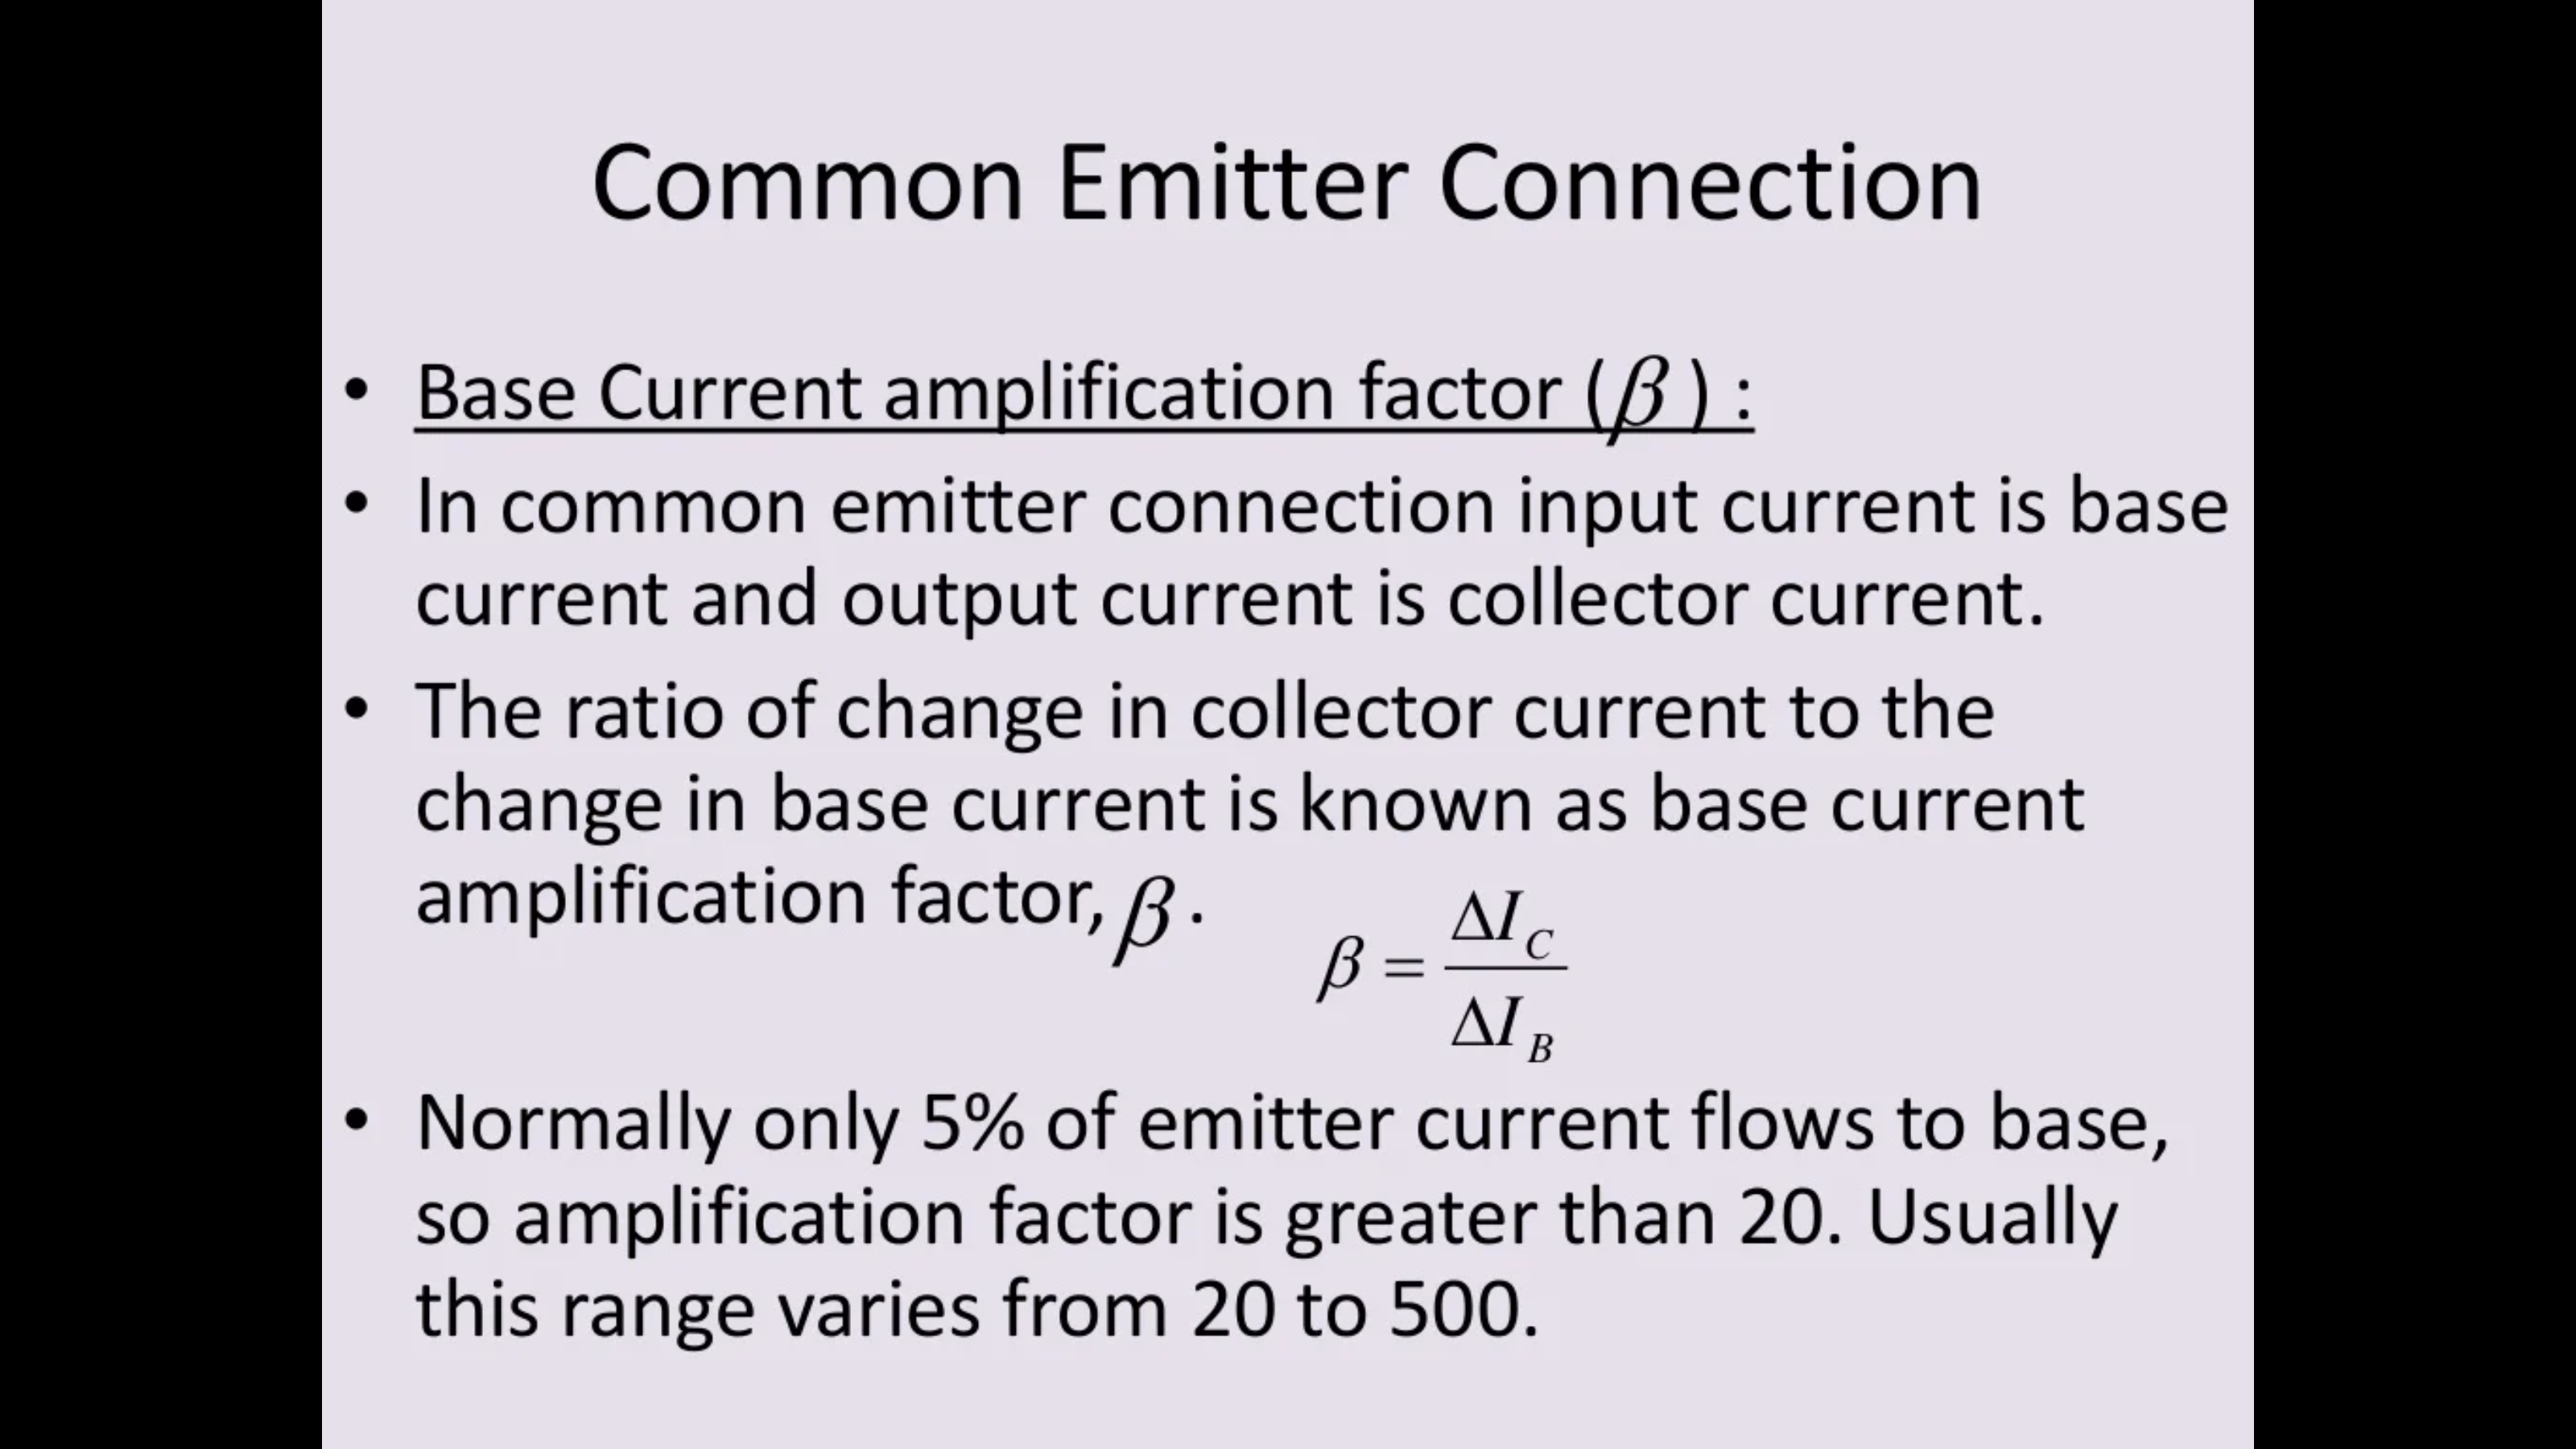 Common Emitter Connection
• Base Current amplification factor (β) :
• In common emitter connection input current is base
current and output current is collector current.
• The ratio of change in collector current to the
change in base current is known as base current
amplification factor, β .
β = ΔI_C / ΔI_B
• Normally only 5% of emitter current flows to base,
so amplification factor is greater than 20. Usually
this range varies from 20 to 500.